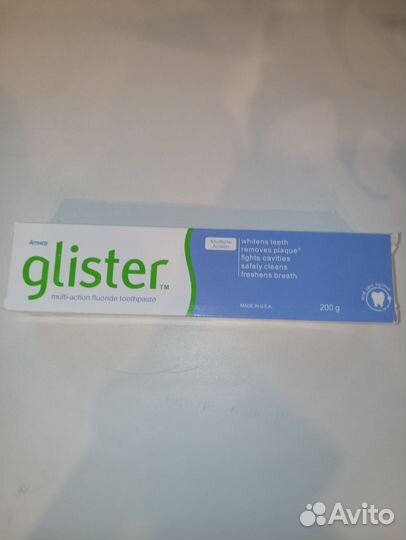 Amway
glister™
multi-action fluoride toothpaste
Multiple
Action
whitens teeth
removes plaque*
fights cavities
safely cleans
freshens breath
MADE IN U.S.A.
200 g
Avito